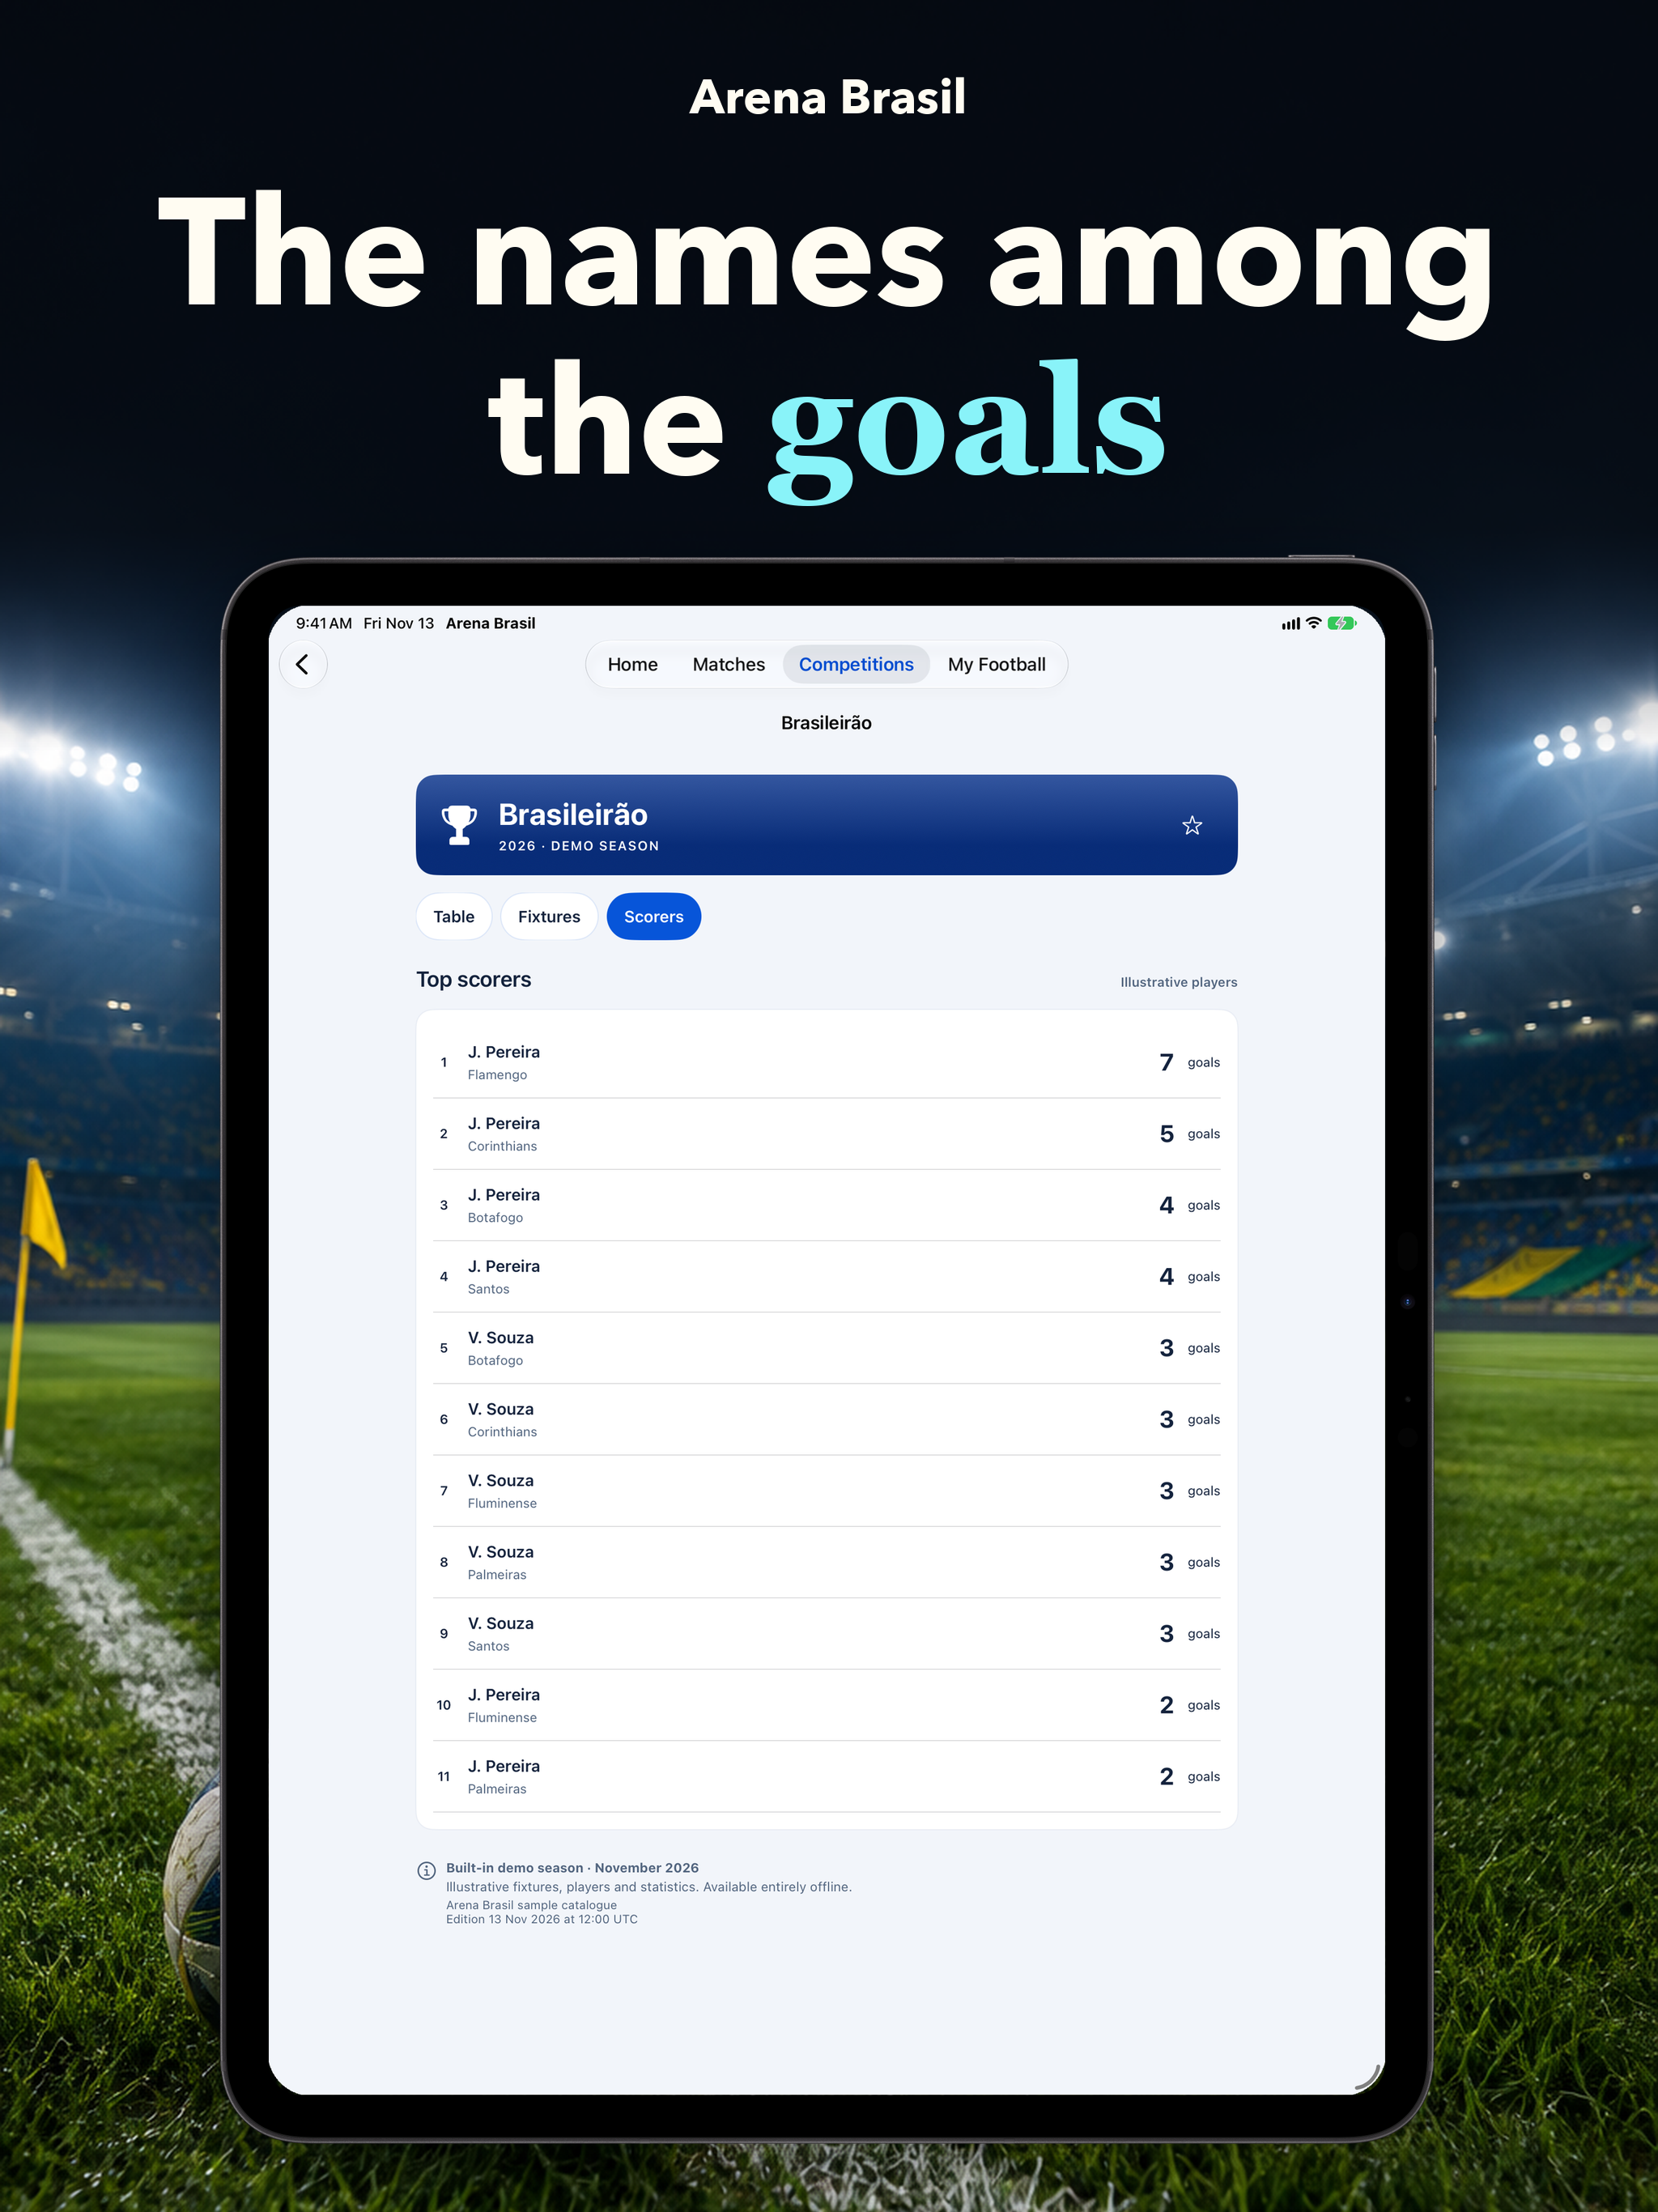 Arena Brasil
The names among
the goals
9:41 AM Fri Nov 13 Arena Brasil
Home Matches Competitions My Football
Brasileirão
Brasileirão
2026 · DEMO SEASON
Table Fixtures Scorers
Top scorers Illustrative players
1 J. Pereira 7 goals
Flamengo
2 J. Pereira 5 goals
Corinthians
3 J. Pereira 4 goals
Botafogo
4 J. Pereira 4 goals
Santos
5 V. Souza 3 goals
Botafogo
6 V. Souza 3 goals
Corinthians
7 V. Souza 3 goals
Fluminense
8 V. Souza 3 goals
Palmeiras
9 V. Souza 3 goals
Santos
10 J. Pereira 2 goals
Fluminense
11 J. Pereira 2 goals
Palmeiras
Built-in demo season · November 2026
Illustrative fixtures, players and statistics. Available entirely offline.
Arena Brasil sample catalogue
Edition 13 Nov 2026 at 12:00 UTC